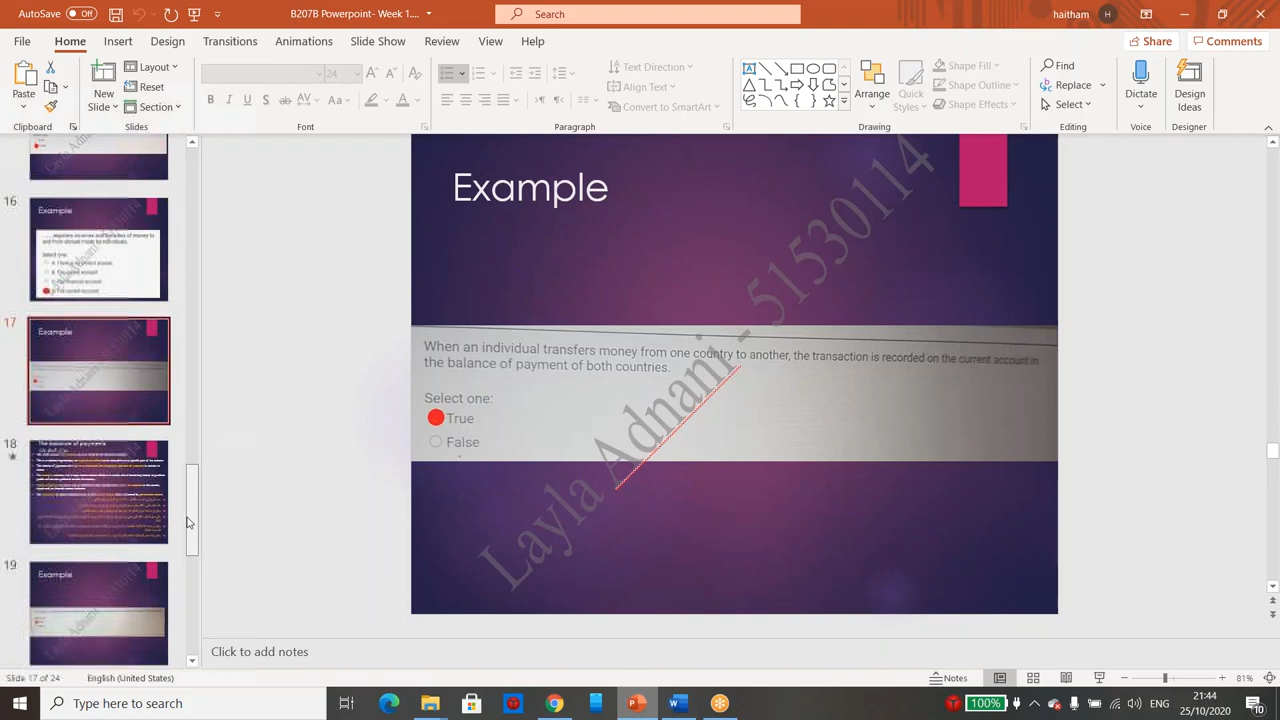 AutoSave Off
B207B Powerpoint- Week 1...
Search
haitham H
File Home Insert Draw Design Transitions Animations Slide Show Review View Help
Share
Comments
Paste
New Slide
Layout
Reset
Section
24
Text Direction
Align Text
Convert to SmartArt
Arrange
Quick Styles
Shape Fill
Shape Outline
Shape Effects
Find
Replace
Select
Dictate
Design Ideas
Clipboard
Slides
Font
Paragraph
Drawing
Editing
Voice
Designer
16
Example
Select one:
17
Example
18
The balance of payments
19
Example
Example
When an individual transfers money from one country to another, the transaction is recorded on the current account in
the balance of payment of both countries.
Select one:
True
False
Layla Adnani - 51530114
Click to add notes
Slide 17 of 24
English (United States)
Notes
81%
Type here to search
100%
ENG
21:44
25/10/2020
10